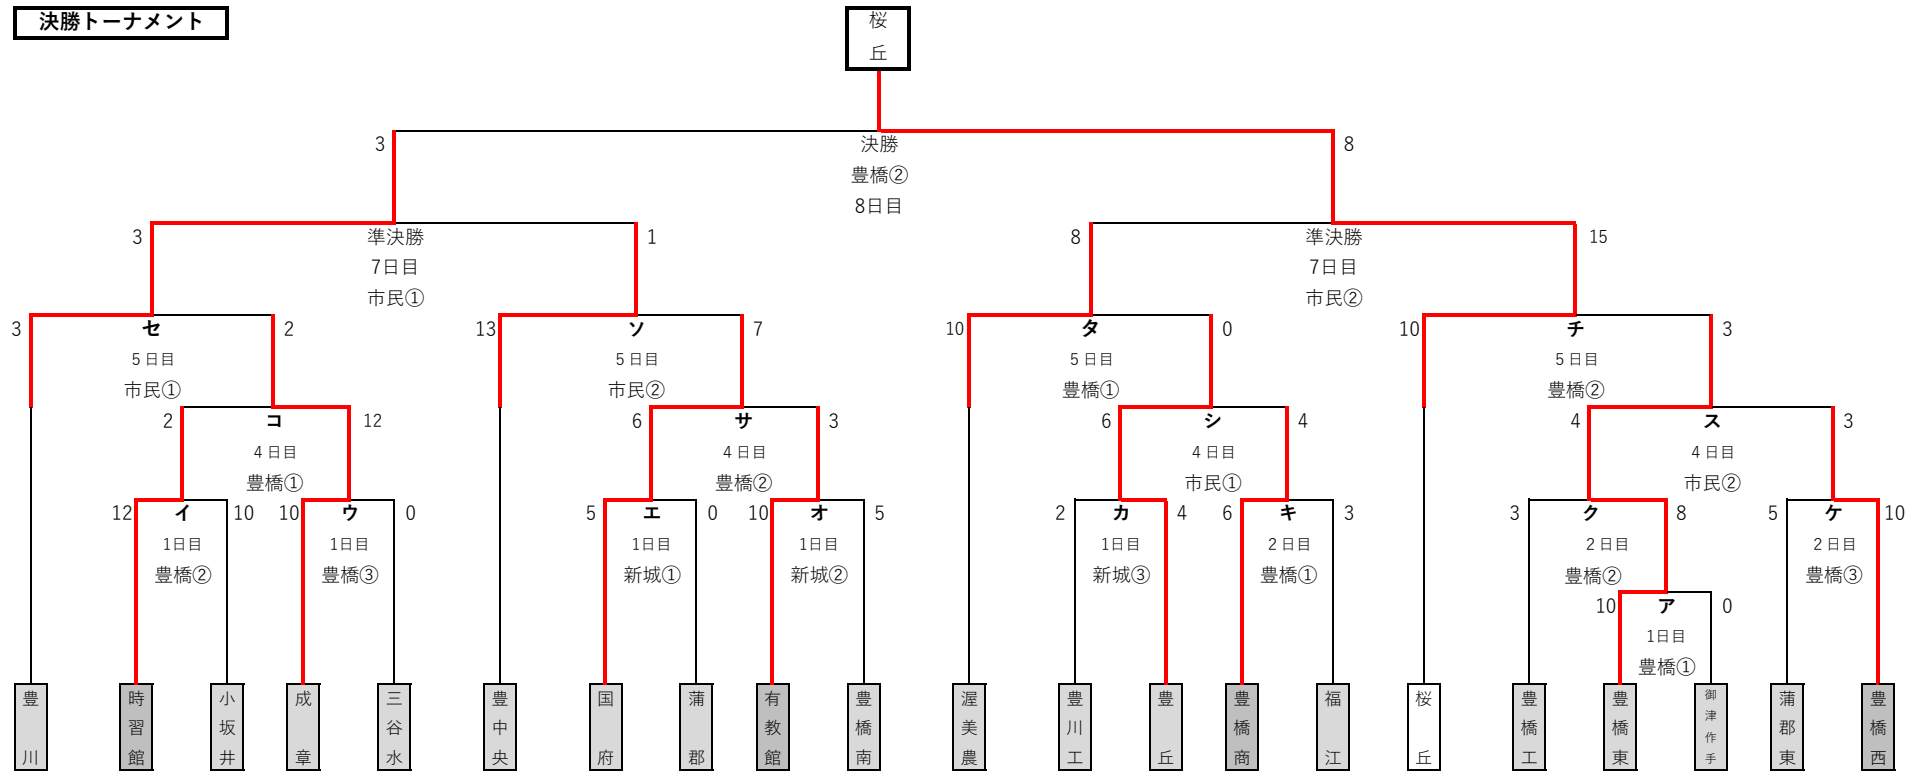 決勝トーナメント
桜丘
3 8
決勝
豊橋②
8日目
3 1 8 15
準決勝 準決勝
7日目 7日目
市民① 市民②
3 2 13 7 10 0 10 3
セ ソ タ チ
5日目 5日目 5日目 5日目
市民① 市民② 豊橋① 豊橋②
2 12 6 3 6 4 4 3
コ サ シ ス
4日目 4日目 4日目 4日目
豊橋① 豊橋② 市民① 市民②
12 10 10 0 5 0 10 5 2 4 6 3 3 8 5 10
イ ウ エ オ カ キ ク ケ
1日目 1日目 1日目 1日目 1日目 2日目 2日目 2日目
豊橋② 豊橋③ 新城① 新城② 新城③ 豊橋① 豊橋② 豊橋③
10 ア 0
1日目
豊橋①
豊川
時習館
小坂井
成章
三谷水
豊中央
国府
蒲郡
有教館
豊橋南
渥美農
豊川工
豊丘
豊橋商
福江
桜丘
豊橋工
豊橋東
御津作手
蒲郡東
豊橋西